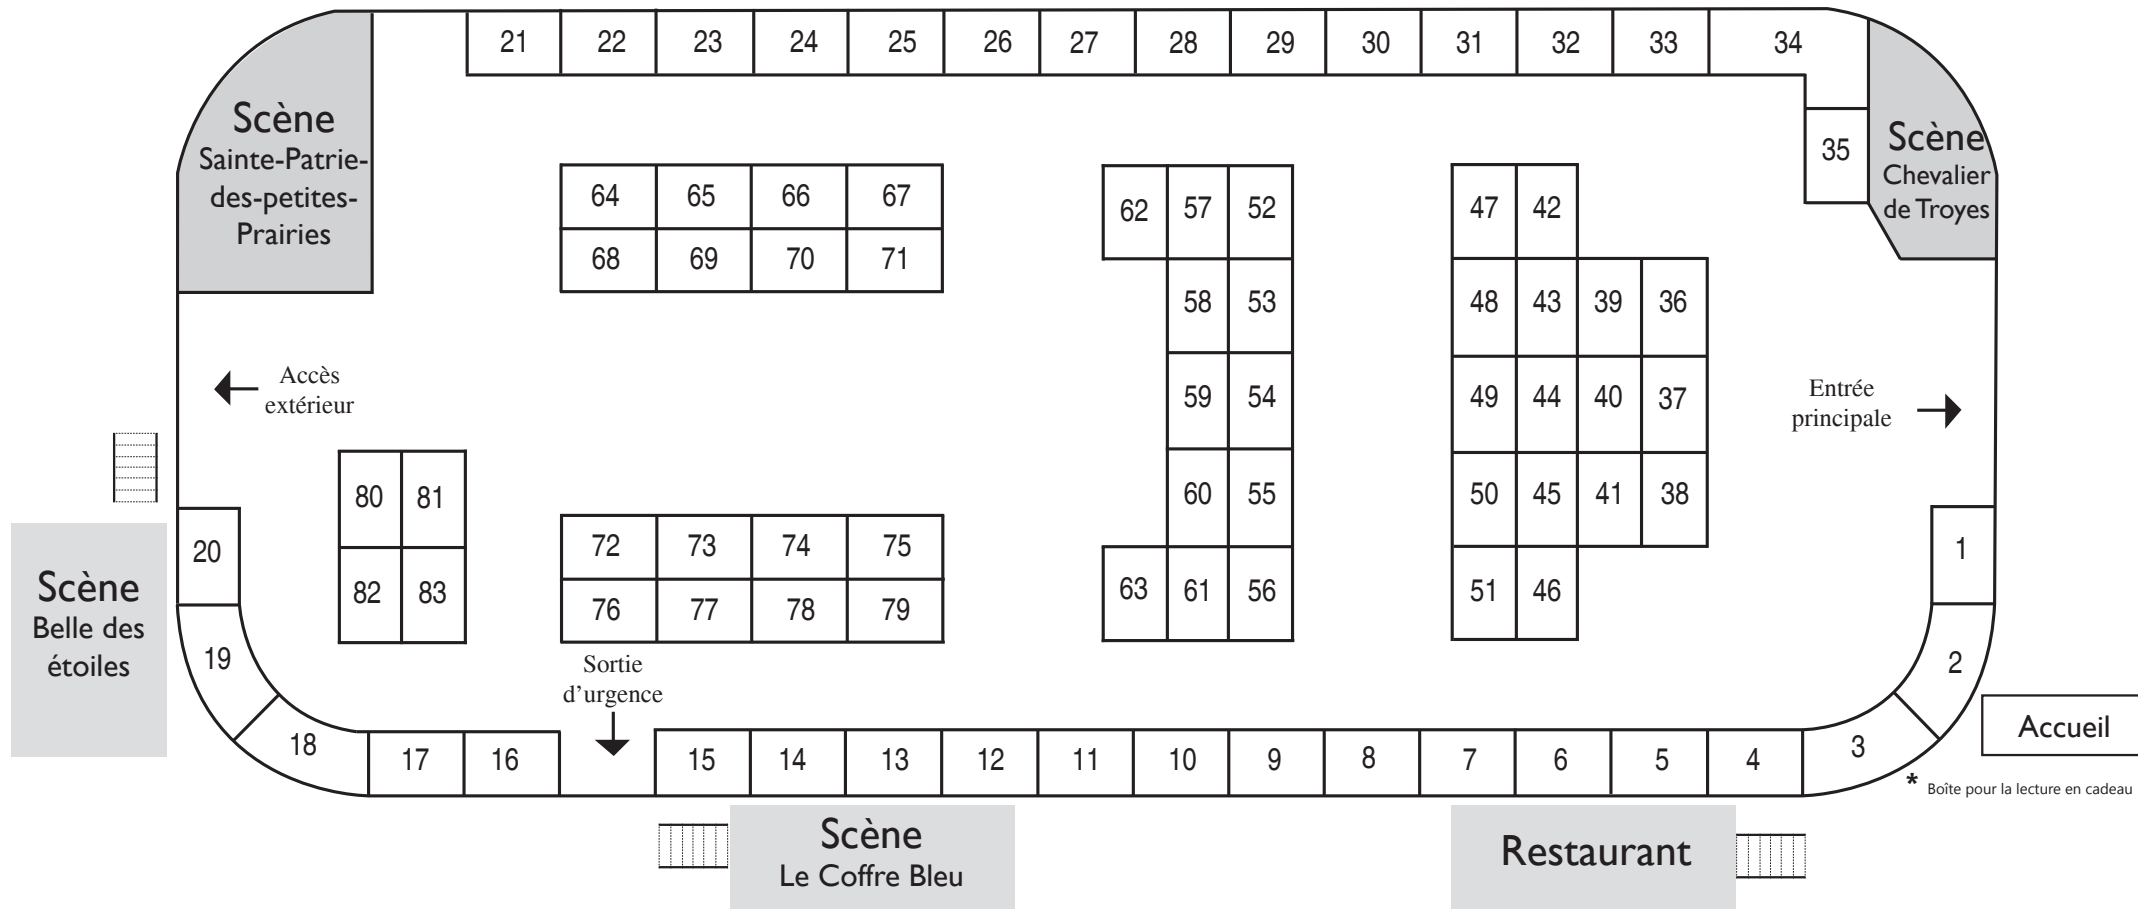 21 22 23 24 25 26 27 28 29 30 31 32 33 34
Scène
Sainte-Patrie-
des-petites-
Prairies
Scène
Chevalier
de Troyes
35
64 65 66 67
68 69 70 71
62 57 52
58 53
59 54
60 55
63 61 56
47 42
48 43 39 36
49 44 40 37
50 45 41 38
51 46
Accès
extérieur
Entrée
principale
80 81
82 83
72 73 74 75
76 77 78 79
20
19
18
Scène
Belle des
étoiles
Sortie
d’urgence
1
2
3
Accueil
* Boîte pour la lecture en cadeau
17 16 15 14 13 12 11 10 9 8 7 6 5 4
Scène
Le Coffre Bleu
Restaurant